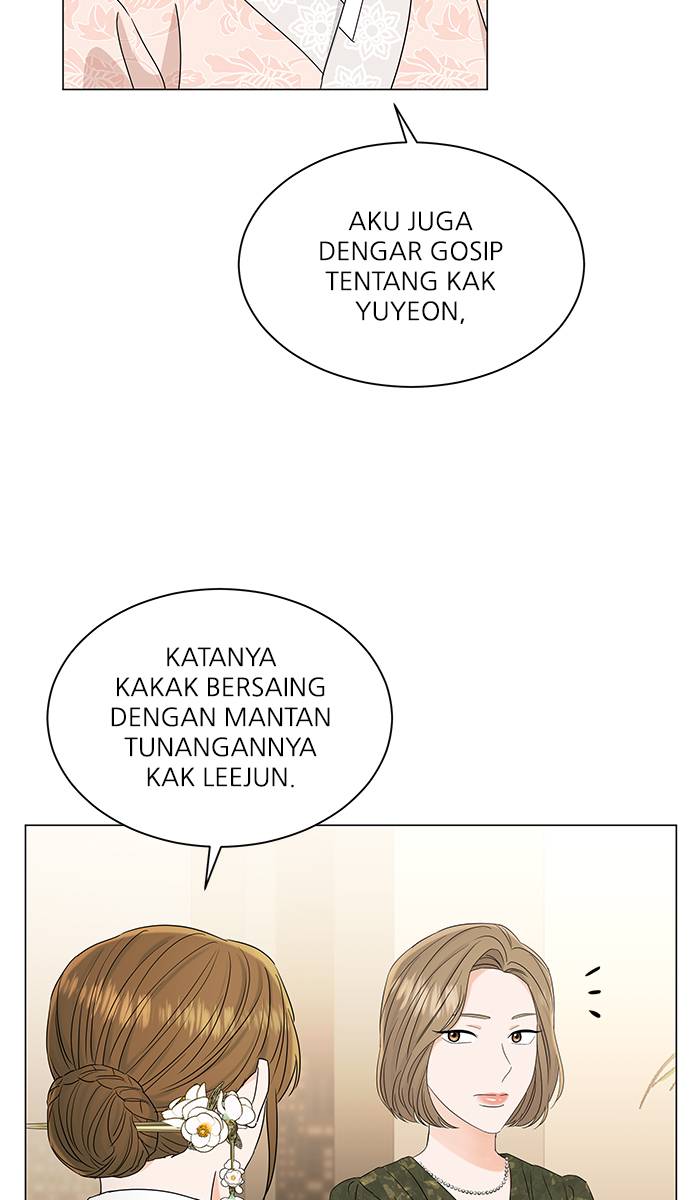 AKU JUGA
DENGAR GOSIP
TENTANG KAK
YUYEON,
KATANYA
KAKAK BERSAING
DENGAN MANTAN
TUNANGANNYA
KAK LEEJUN.